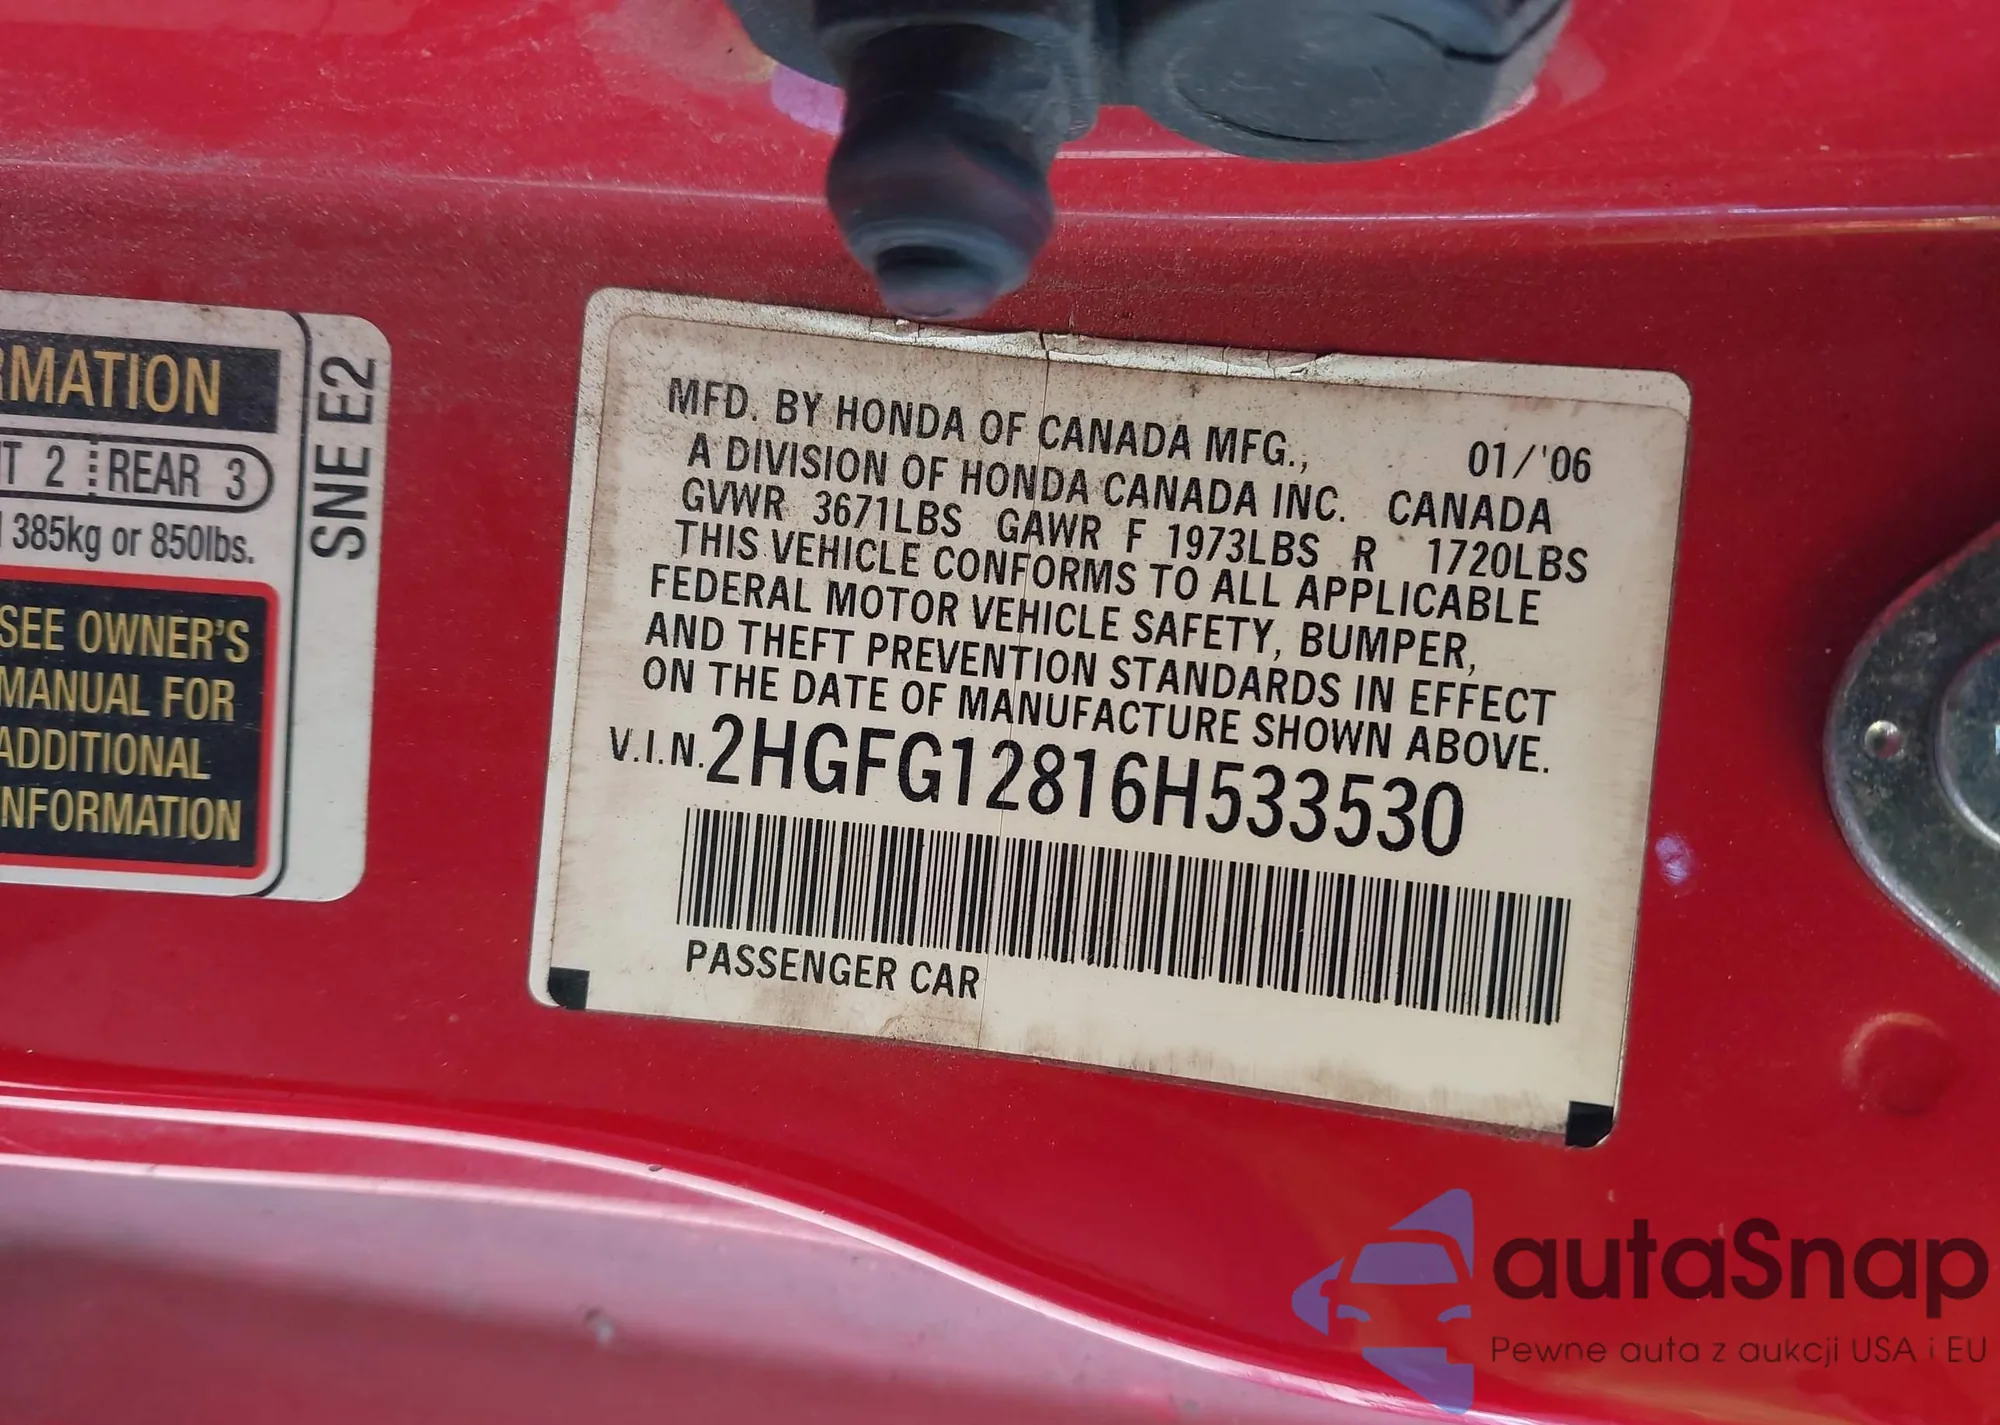 RMATION
T 2 REAR 3
385kg or 850lbs.
SEE OWNER'S
MANUAL FOR
ADDITIONAL
INFORMATION
SNE E2
MFD. BY HONDA OF CANADA MFG., 01/'06
A DIVISION OF HONDA CANADA INC. CANADA
GVWR 3671LBS GAWR F 1973LBS R 1720LBS
THIS VEHICLE CONFORMS TO ALL APPLICABLE
FEDERAL MOTOR VEHICLE SAFETY, BUMPER,
AND THEFT PREVENTION STANDARDS IN EFFECT
ON THE DATE OF MANUFACTURE SHOWN ABOVE.
V.I.N. 2HGFG12816H533530
PASSENGER CAR
autaSnap
Pewne auta z aukcji USA i EU